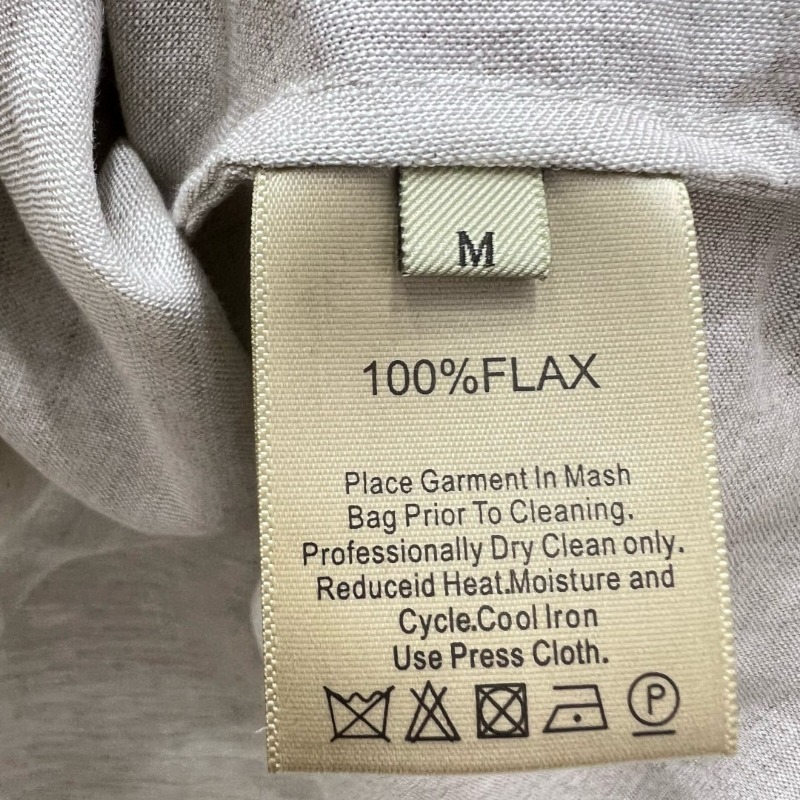 M
100%FLAX
Place Garment In Mash
Bag Prior To Cleaning.
Professionally Dry Clean only.
Reduceid Heat.Moisture and
Cycle.Cool Iron
Use Press Cloth.
P